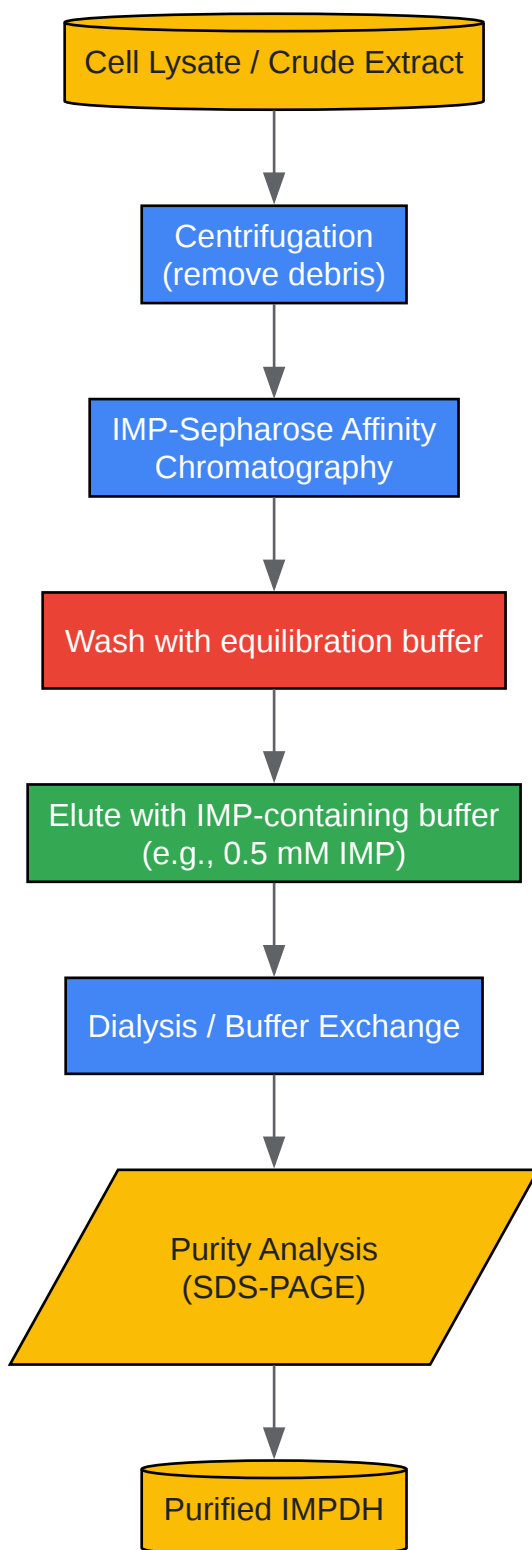 Cell Lysate / Crude Extract
Centrifugation
(remove debris)
IMP-Sepharose Affinity
Chromatography
Wash with equilibration buffer
Elute with IMP-containing buffer
(e.g., 0.5 mM IMP)
Dialysis / Buffer Exchange
Purity Analysis
(SDS-PAGE)
Purified IMPDH